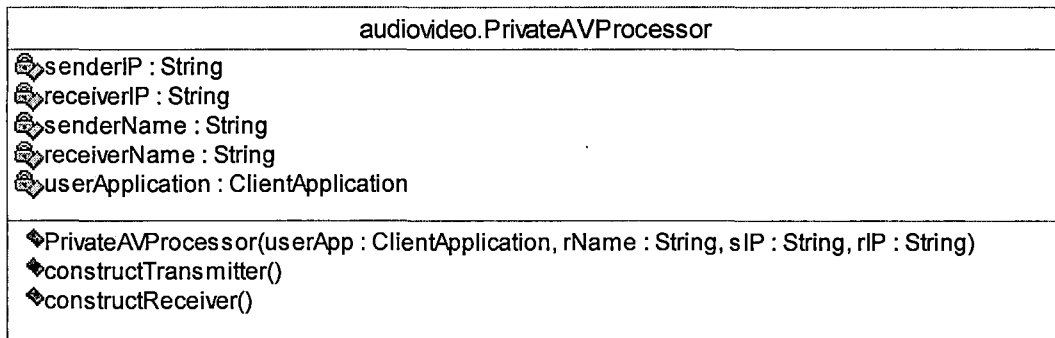 audiovideo.PrivateAVProcessor
senderIP : String
receiverIP : String
senderName : String
receiverName : String
userApplication : ClientApplication
PrivateAVProcessor(userApp : ClientApplication, rName : String, sIP : String, rIP : String)
constructTransmitter()
constructReceiver()